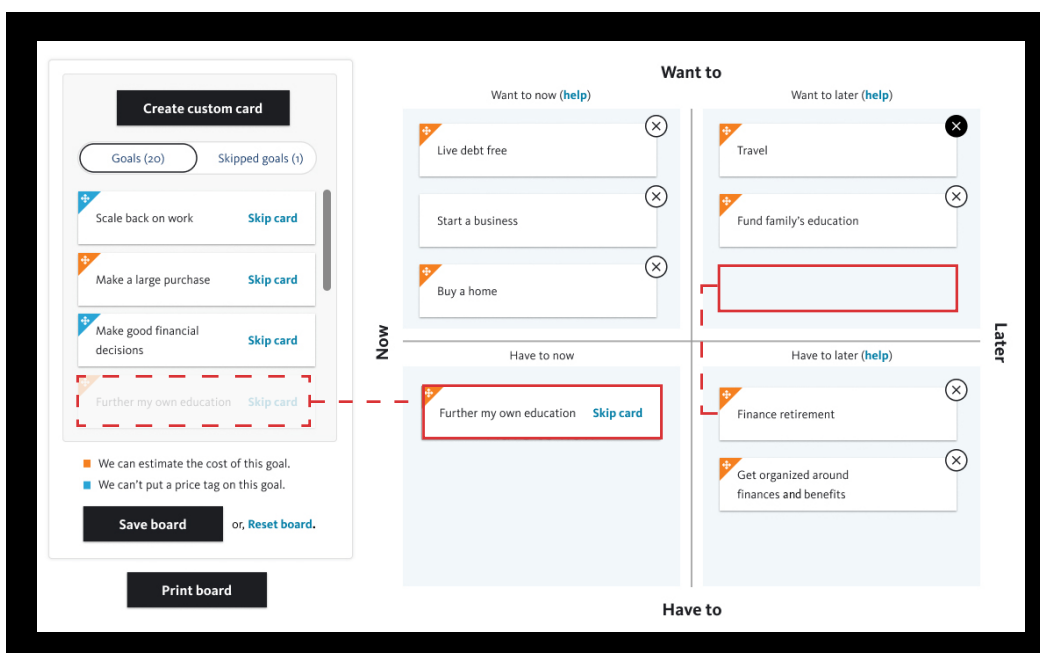 Create custom card
Goals (20)
Skipped goals (1)
Scale back on work
Skip card
Make a large purchase
Skip card
Make good financial
decisions
Skip card
Further my own education
Skip card
We can estimate the cost of this goal.
We can't put a price tag on this goal.
Save board
or, Reset board.
Print board
Want to
Want to now (help)
Live debt free
Start a business
Buy a home
Want to later (help)
Travel
Fund family's education
Now
Later
Have to now
Further my own education
Skip card
Have to later (help)
Finance retirement
Get organized around
finances and benefits
Have to